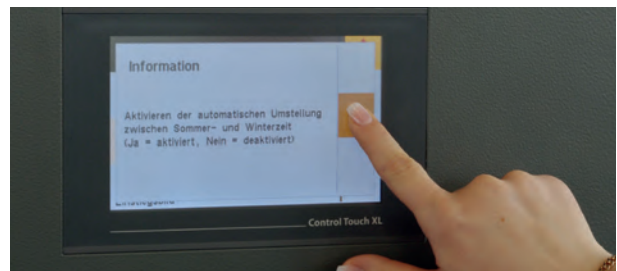 Information
Aktivieren der automatischen Umstellung
zwischen Sommer- und Winterzeit
(Ja = aktiviert, Nein = deaktiviert)
Control Touch XL